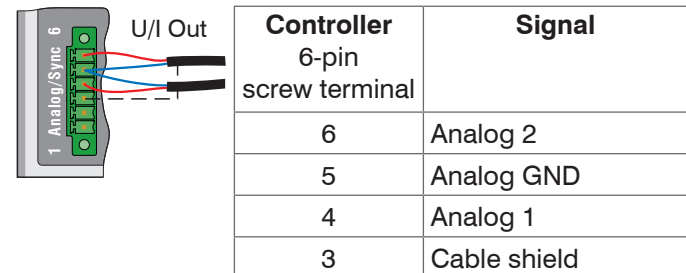 1 Analog/Sync 6
U/I Out
Controller Signal
6-pin
screw terminal
6 Analog 2
5 Analog GND
4 Analog 1
3 Cable shield